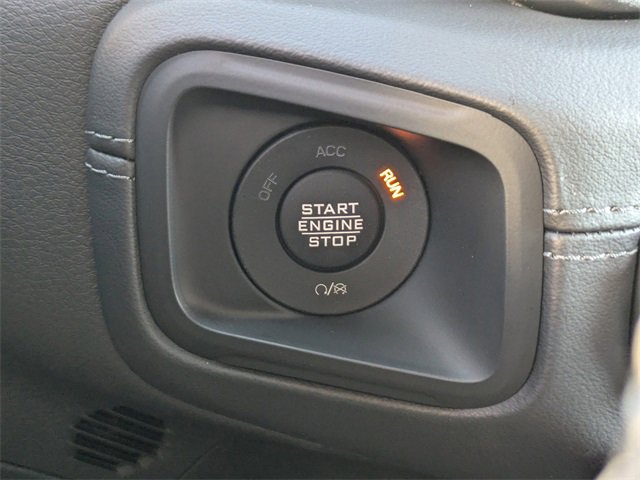 ACC
OFF
RUN
START
ENGINE
STOP